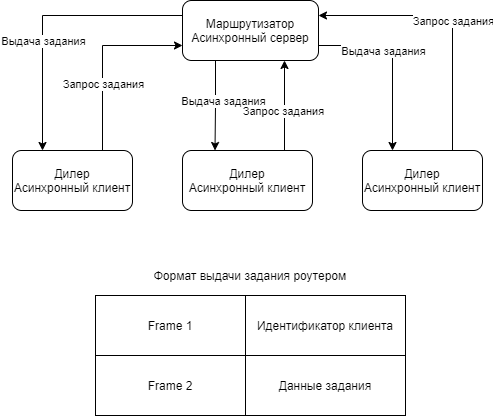 Маршрутизатор
Асинхронный сервер
Запрос задания
Выдача задания
Выдача задания
Запрос задания
Выдача задания
Запрос задания
Дилер
Асинхронный клиент
Дилер
Асинхронный клиент
Дилер
Асинхронный клиент
Формат выдачи задания роутером
Frame 1
Идентификатор клиента
Frame 2
Данные задания